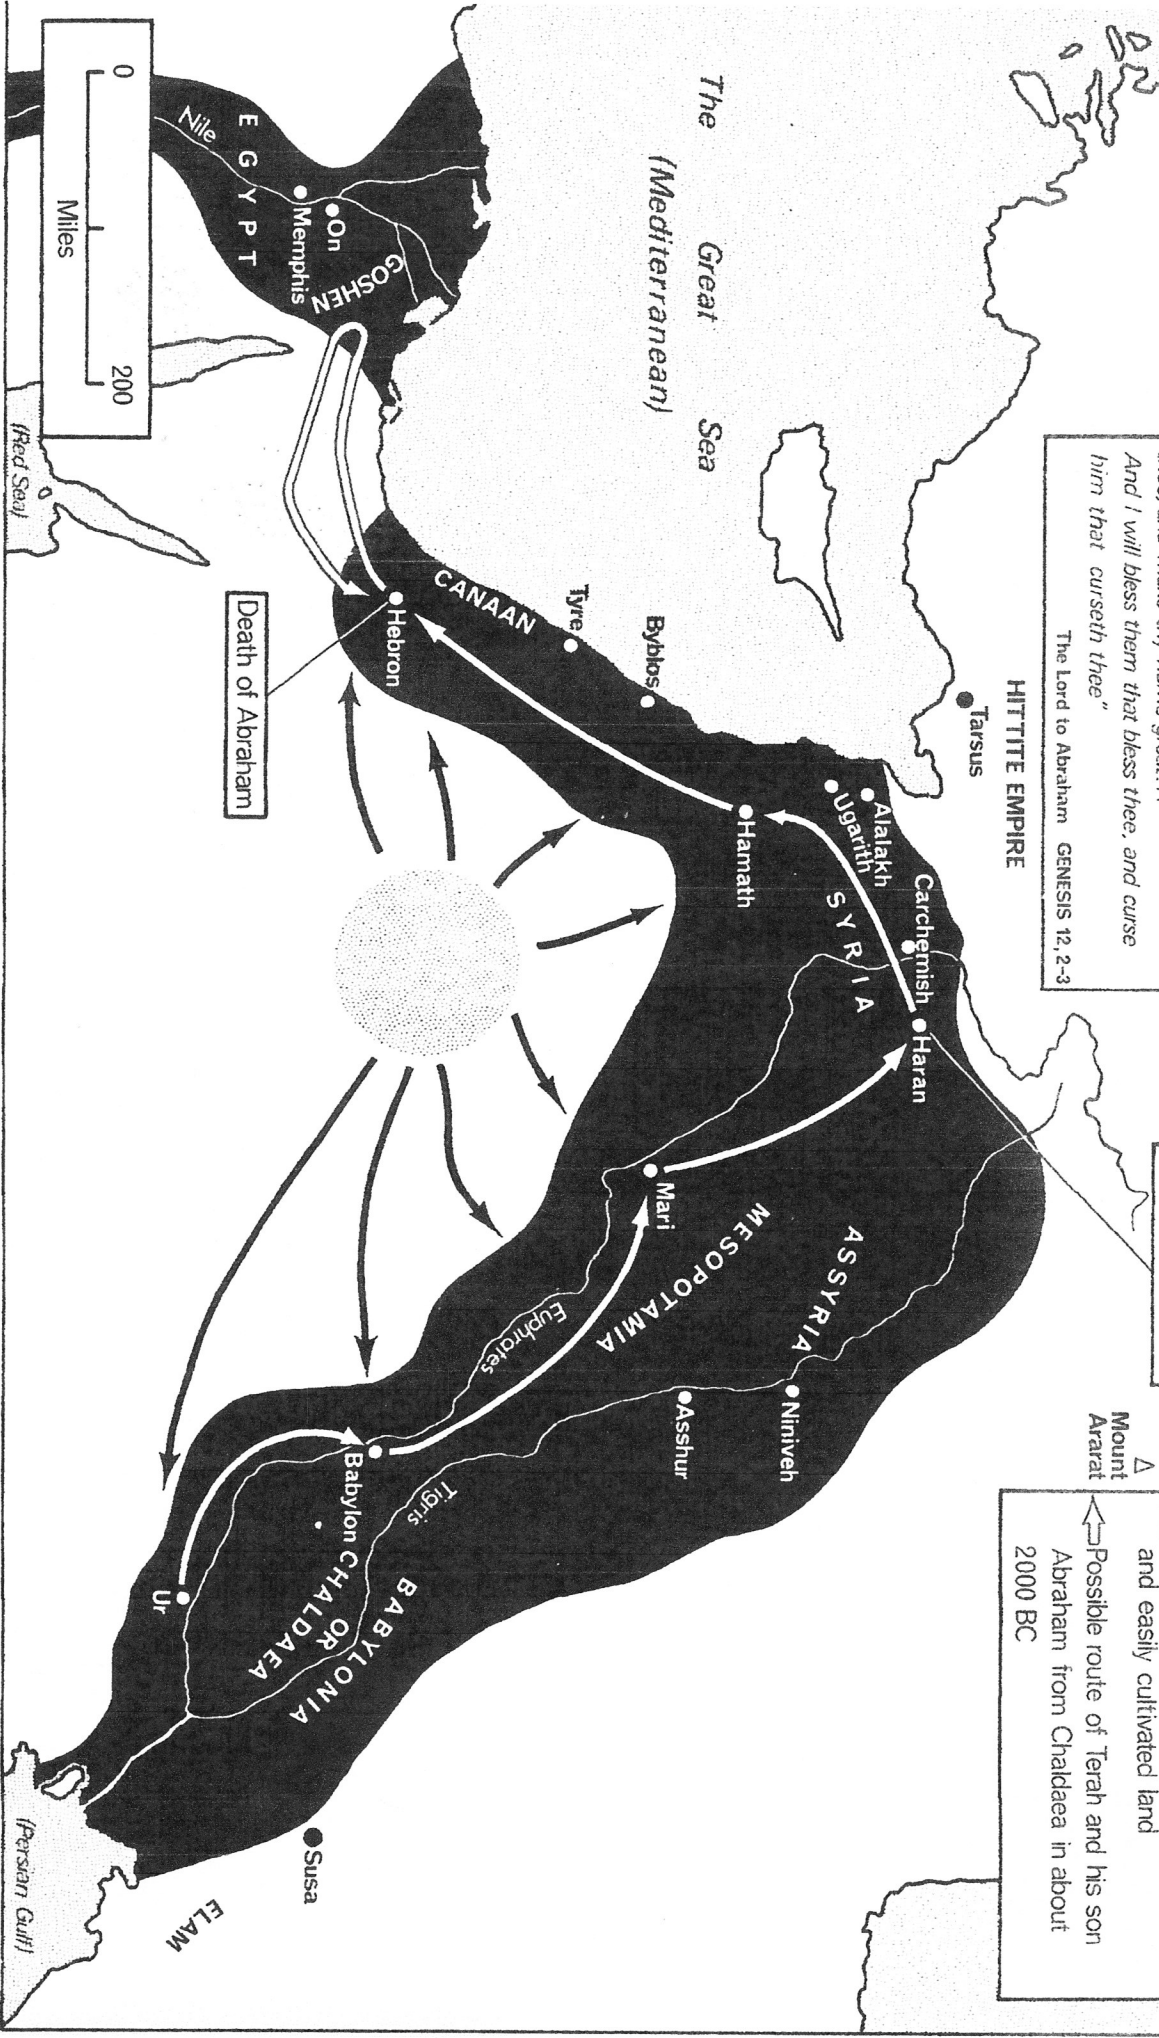 And I will bless them that bless thee, and curse
him that curseth thee"
The Lord to Abraham GENESIS 12, 2-3
and easily cultivated land
Possible route of Terah and his son
Abraham from Chaldaea in about
2000 BC
Mount
Ararat
HITTITE EMPIRE
Tarsus
The Great Sea
(Mediterranean)
Alalakh
Ugarith
Carchemish
Haran
SYRIA
Hamath
Byblos
Tyre
CANAAN
Hebron
Death of Abraham
ASSYRIA
MESOPOTAMIA
Niniveh
Asshur
Mari
Euphrates
Tigris
Babylon
BABYLONIA
OR
CHALDAEA
Ur
Susa
ELAM
(Persian Gulf)
EGYPT
Nile
On
Memphis
GOSHEN
(Red Sea)
0 200
Miles